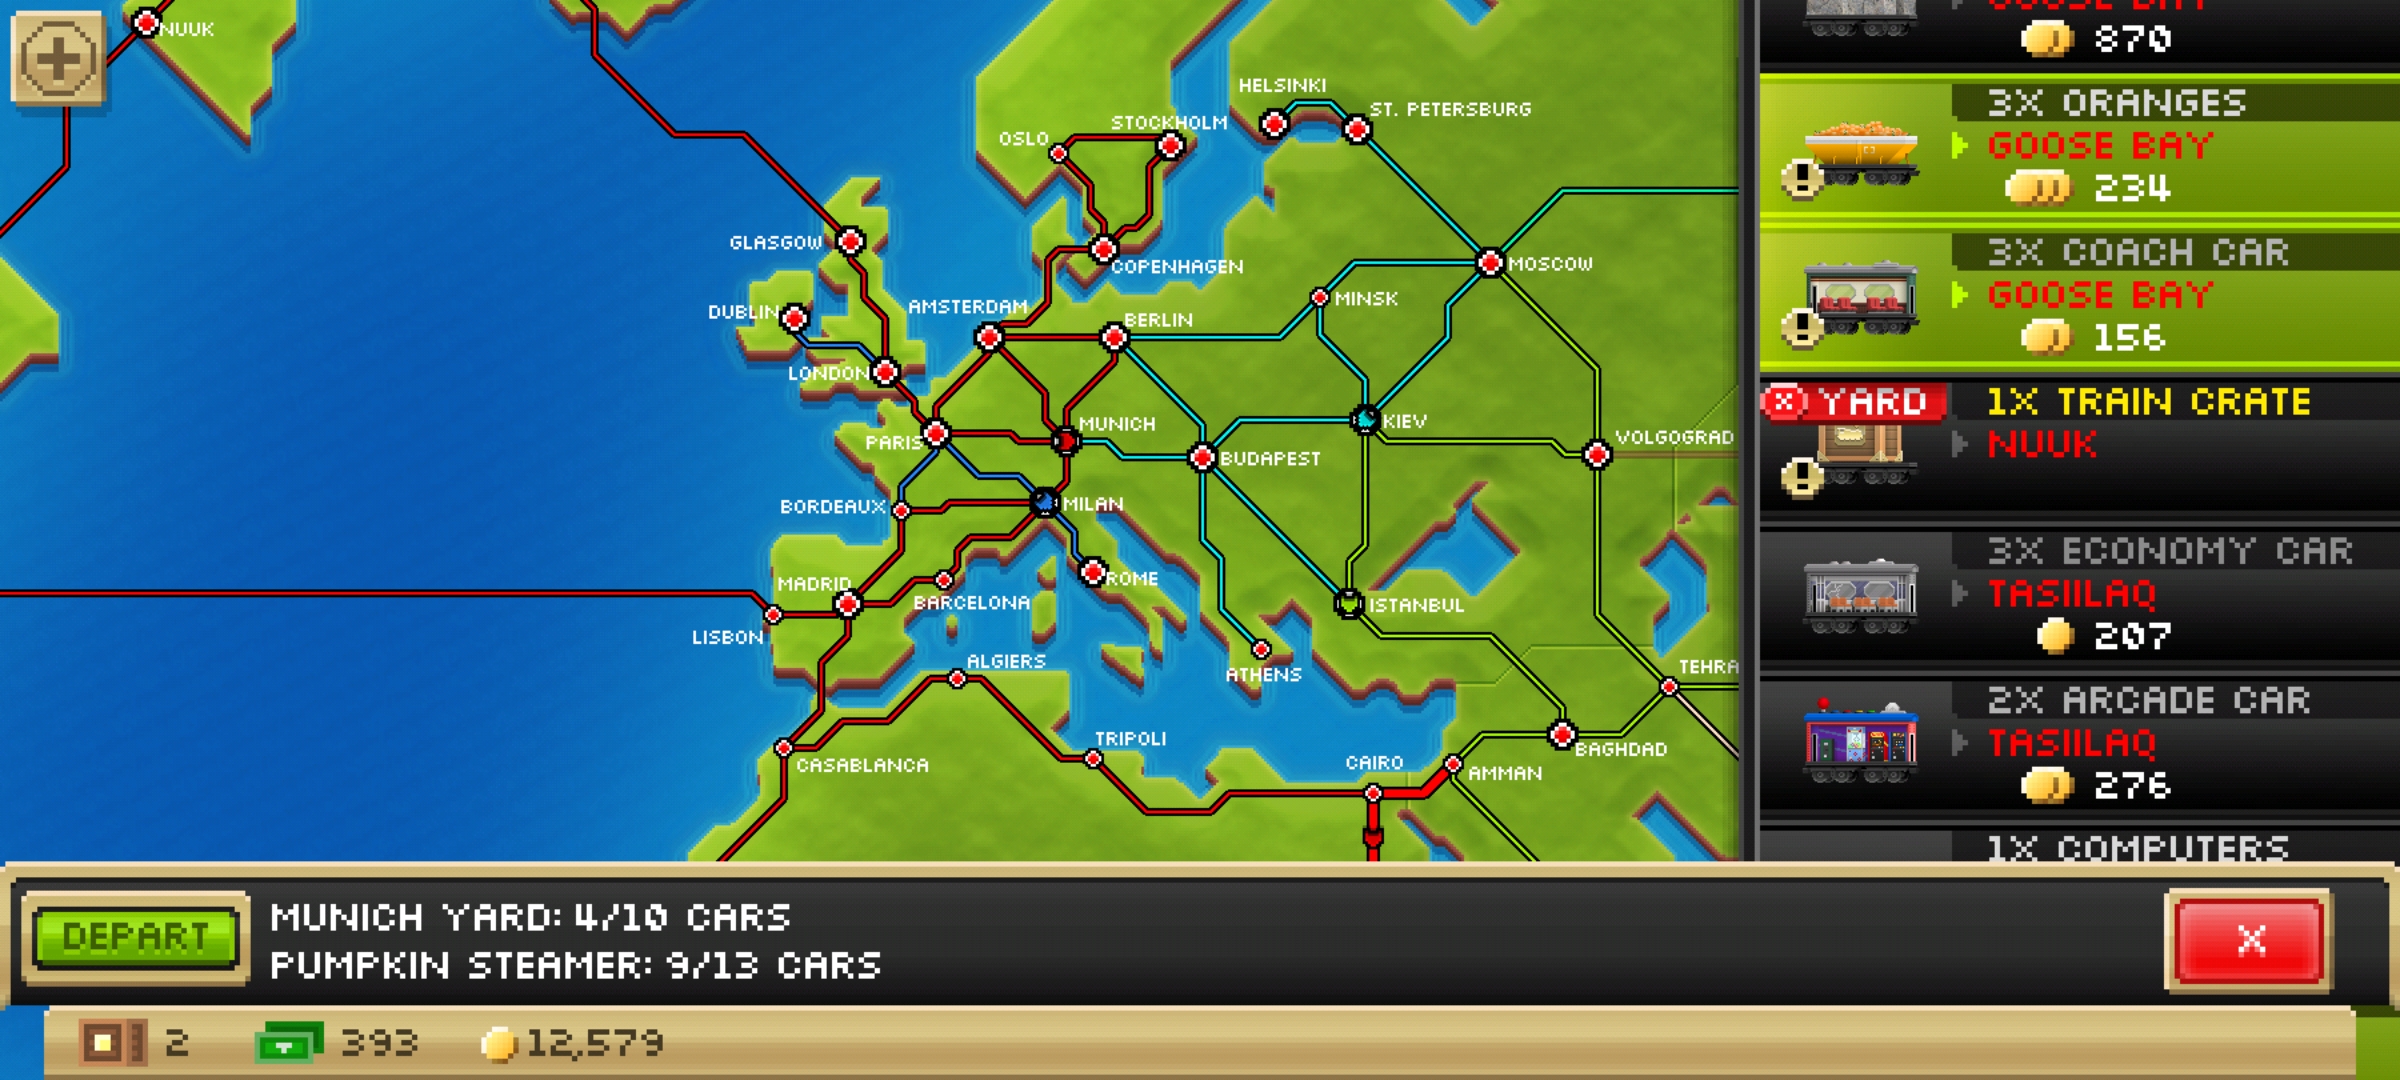 NUUK
HELSINKI
ST. PETERSBURG
STOCKHOLM
OSLO
GLASGOW
COPENHAGEN
MOSCOW
MINSK
DUBLIN
AMSTERDAM
BERLIN
LONDON
MUNICH
KIEV
PARIS
BUDAPEST
VOLGOGRAD
BORDEAUX
MILAN
MADRID
ROME
BARCELONA
ISTANBUL
LISBON
ALGIERS
ATHENS
TEHRA
TRIPOLI
CASABLANCA
CAIRO
AMMAN
BAGHDAD
GOOSE BAY
870
3X ORANGES
GOOSE BAY
234
3X COACH CAR
GOOSE BAY
156
X YARD
1X TRAIN CRATE
NUUK
3X ECONOMY CAR
TASIILAQ
207
2X ARCADE CAR
TASIILAQ
276
1X COMPUTERS
DEPART
MUNICH YARD: 4/10 CARS
PUMPKIN STEAMER: 9/13 CARS
X
2
393
12,579